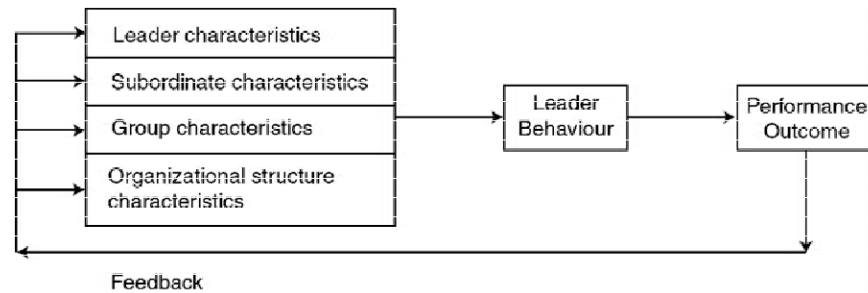 Leader characteristics
Subordinate characteristics
Group characteristics
Organizational structure
characteristics
Leader
Behaviour
Performance
Outcome
Feedback